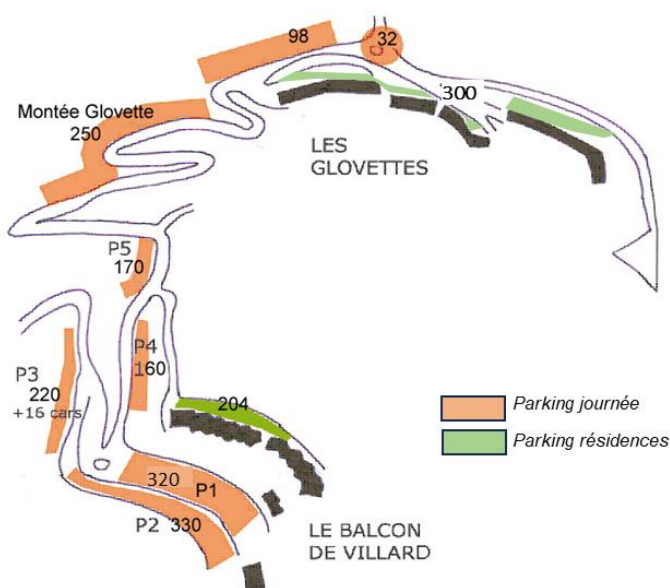 98
32
Montée Glovette
250
300
LES
GLOVETTES
P5
170
P4
160
P3
220
+16 cars
204
Parking journée
Parking résidences
320
P1
P2 330
LE BALCON
DE VILLARD